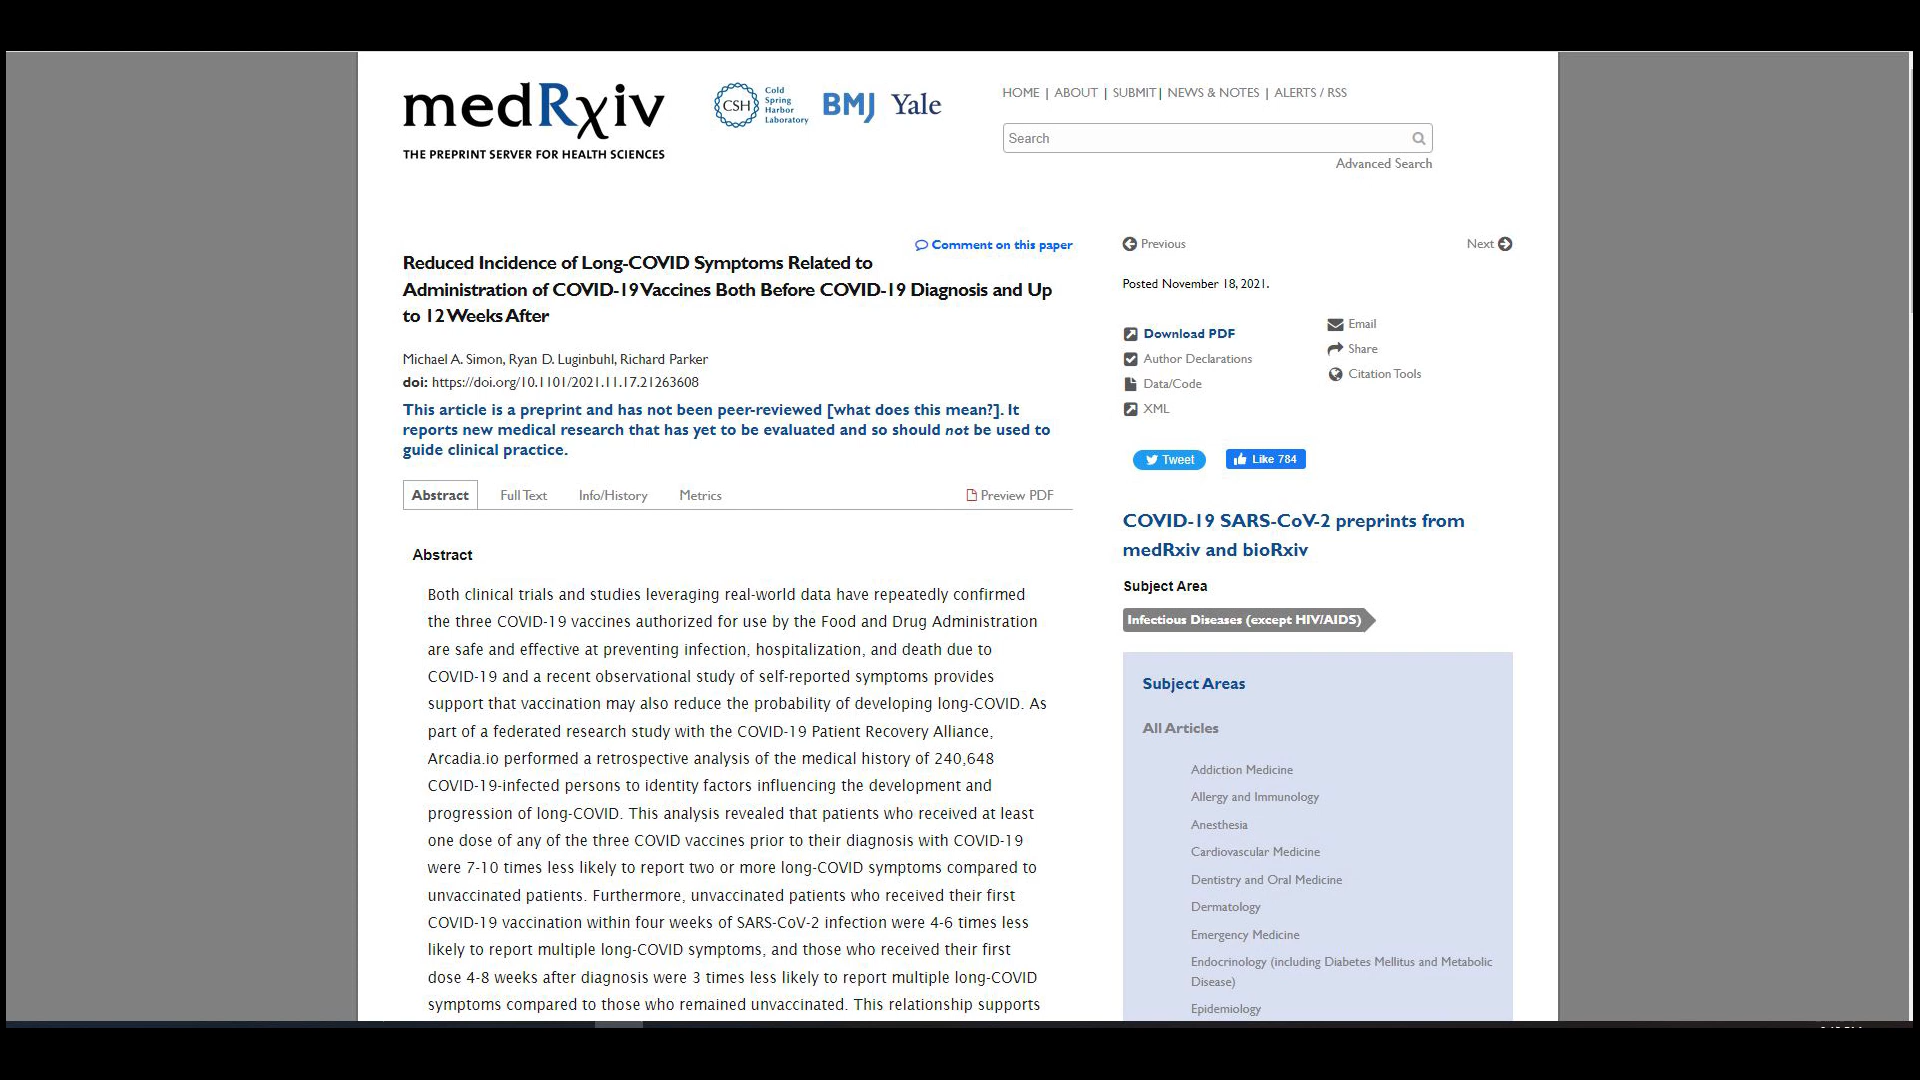 medRxiv
THE PREPRINT SERVER FOR HEALTH SCIENCES
CSH
Cold
Spring
Harbor
Laboratory
BMJ
Yale
HOME | ABOUT | SUBMIT | NEWS & NOTES | ALERTS / RSS
Search
Advanced Search
Comment on this paper
Reduced Incidence of Long-COVID Symptoms Related to
Administration of COVID-19 Vaccines Both Before COVID-19 Diagnosis and Up
to 12 Weeks After
Michael A. Simon, Ryan D. Luginbuhl, Richard Parker
doi: https://doi.org/10.1101/2021.11.17.21263608
This article is a preprint and has not been peer-reviewed [what does this mean?]. It
reports new medical research that has yet to be evaluated and so should not be used to
guide clinical practice.
Abstract Full Text Info/History Metrics Preview PDF
Abstract
Both clinical trials and studies leveraging real-world data have repeatedly confirmed
the three COVID-19 vaccines authorized for use by the Food and Drug Administration
are safe and effective at preventing infection, hospitalization, and death due to
COVID-19 and a recent observational study of self-reported symptoms provides
support that vaccination may also reduce the probability of developing long-COVID. As
part of a federated research study with the COVID-19 Patient Recovery Alliance,
Arcadia.io performed a retrospective analysis of the medical history of 240,648
COVID-19-infected persons to identity factors influencing the development and
progression of long-COVID. This analysis revealed that patients who received at least
one dose of any of the three COVID vaccines prior to their diagnosis with COVID-19
were 7-10 times less likely to report two or more long-COVID symptoms compared to
unvaccinated patients. Furthermore, unvaccinated patients who received their first
COVID-19 vaccination within four weeks of SARS-CoV-2 infection were 4-6 times less
likely to report multiple long-COVID symptoms, and those who received their first
dose 4-8 weeks after diagnosis were 3 times less likely to report multiple long-COVID
symptoms compared to those who remained unvaccinated. This relationship supports
Previous
Next
Posted November 18, 2021.
Download PDF
Author Declarations
Data/Code
XML
Email
Share
Citation Tools
Tweet
Like 784
COVID-19 SARS-CoV-2 preprints from
medRxiv and bioRxiv
Subject Area
Infectious Diseases (except HIV/AIDS)
Subject Areas
All Articles
Addiction Medicine
Allergy and Immunology
Anesthesia
Cardiovascular Medicine
Dentistry and Oral Medicine
Dermatology
Emergency Medicine
Endocrinology (including Diabetes Mellitus and Metabolic
Disease)
Epidemiology